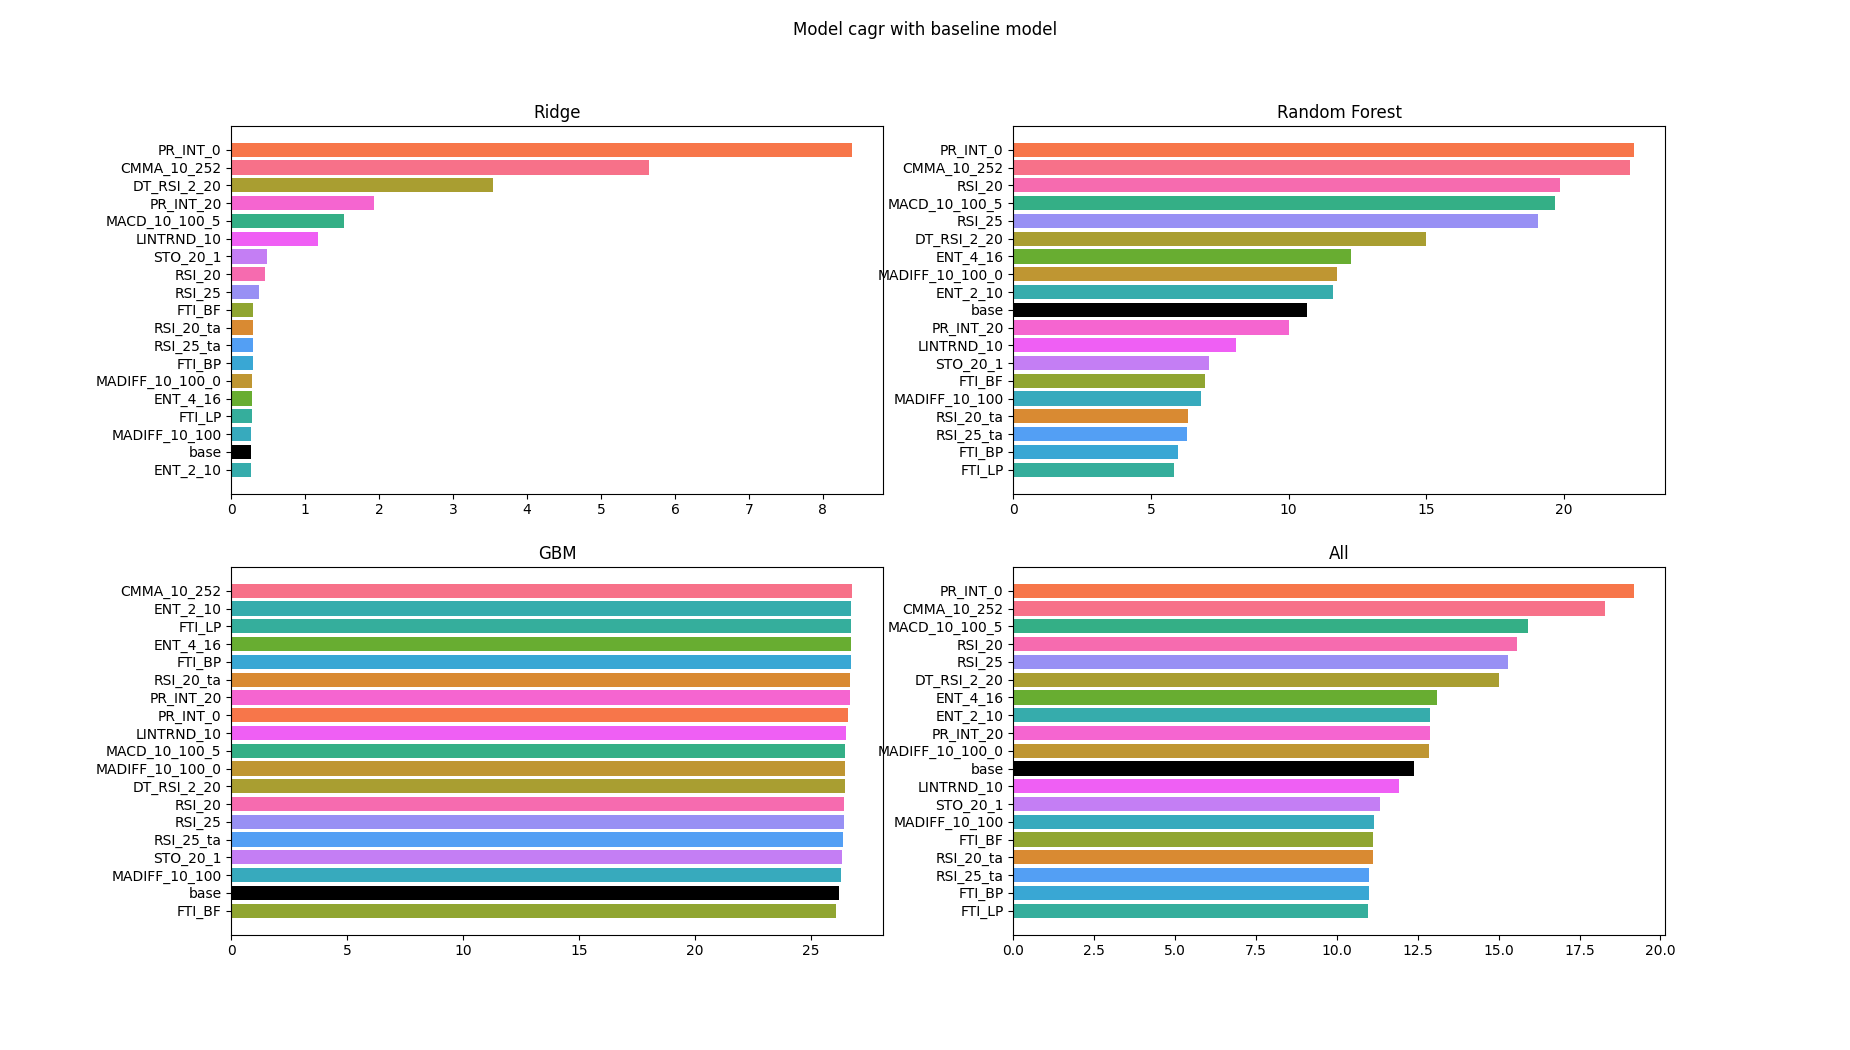 Model cagr with baseline model
Ridge
PR_INT_0
CMMA_10_252
DT_RSI_2_20
PR_INT_20
MACD_10_100_5
LINTRND_10
STO_20_1
RSI_20
RSI_25
FTI_BF
RSI_20_ta
RSI_25_ta
FTI_BP
MADIFF_10_100_0
ENT_4_16
FTI_LP
MADIFF_10_100
base
ENT_2_10
0 1 2 3 4 5 6 7 8
Random Forest
PR_INT_0
CMMA_10_252
RSI_20
MACD_10_100_5
RSI_25
DT_RSI_2_20
ENT_4_16
MADIFF_10_100_0
ENT_2_10
base
PR_INT_20
LINTRND_10
STO_20_1
FTI_BF
MADIFF_10_100
RSI_20_ta
RSI_25_ta
FTI_BP
FTI_LP
0 5 10 15 20
GBM
CMMA_10_252
ENT_2_10
FTI_LP
ENT_4_16
FTI_BP
RSI_20_ta
PR_INT_20
PR_INT_0
LINTRND_10
MACD_10_100_5
MADIFF_10_100_0
DT_RSI_2_20
RSI_20
RSI_25
RSI_25_ta
STO_20_1
MADIFF_10_100
base
FTI_BF
0 5 10 15 20 25
All
PR_INT_0
CMMA_10_252
MACD_10_100_5
RSI_20
RSI_25
DT_RSI_2_20
ENT_4_16
ENT_2_10
PR_INT_20
MADIFF_10_100_0
base
LINTRND_10
STO_20_1
MADIFF_10_100
FTI_BF
RSI_20_ta
RSI_25_ta
FTI_BP
FTI_LP
0.0 2.5 5.0 7.5 10.0 12.5 15.0 17.5 20.0